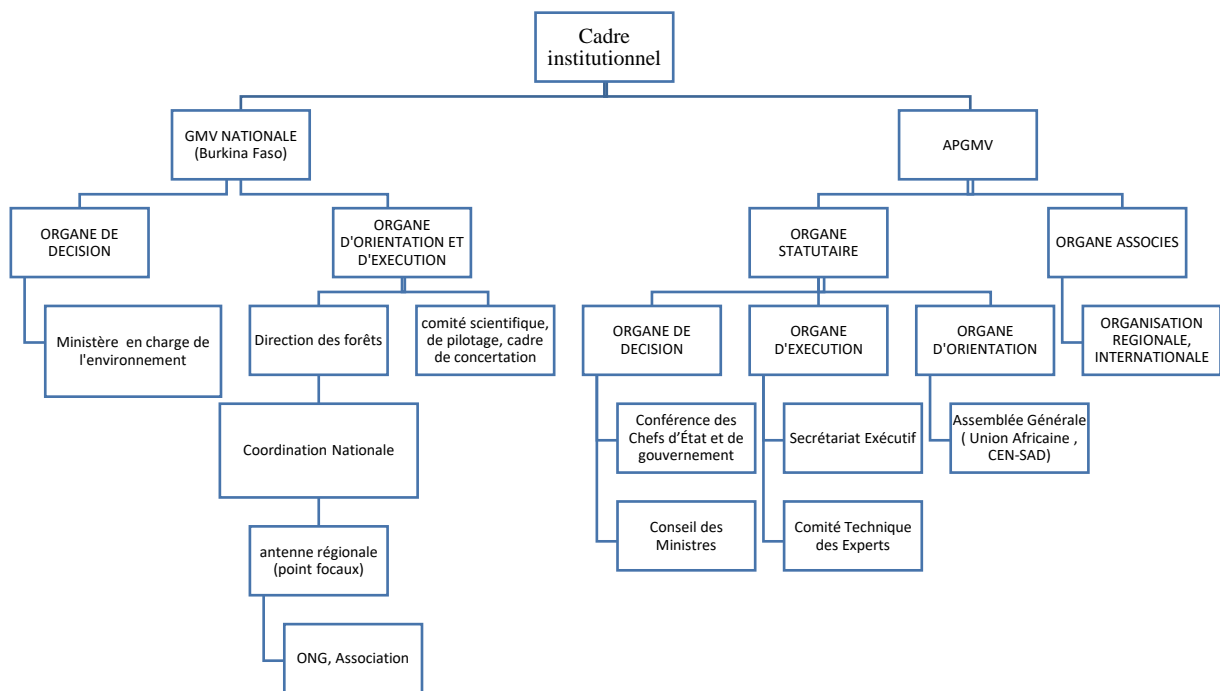 Cadre
institutionnel
GMV NATIONALE
(Burkina Faso)
APGMV
ORGANE DE
DECISION
ORGANE
D'ORIENTATION ET
D'EXECUTION
ORGANE
STATUTAIRE
ORGANE ASSOCIES
Ministère en charge de
l'environnement
Direction des forêts
comité scientifique,
de pilotage, cadre
de concertation
ORGANE DE
DECISION
ORGANE
D'EXECUTION
ORGANE
D'ORIENTATION
ORGANISATION
REGIONALE,
INTERNATIONALE
Coordination Nationale
Conférence des
Chefs d'État et de
gouvernement
Secrétariat Exécutif
Assemblée Générale
( Union Africaine ,
CEN-SAD)
antenne régionale
(point focaux)
Conseil des
Ministres
Comité Technique
des Experts
ONG, Association